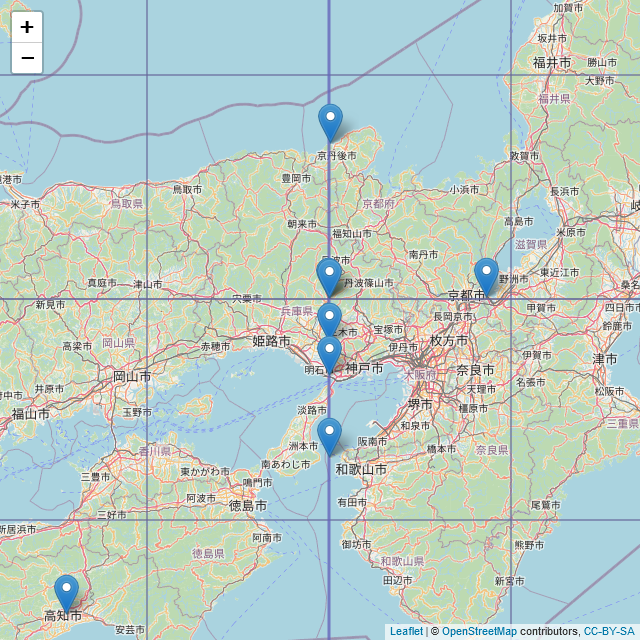 加賀市
+
坂井市
−
福井市
勝山市
大野市
福井県
京丹後市
敦賀市
豊岡市
鳥取市
小浜市
長浜市
米子市
鳥取県
京都府
高島市
朝来市
福知山市
米原市
滋賀県
南丹市
野洲市
東近江市
真庭市
津山市
丹波篠山市
宍粟市
京都市
新見市
兵庫県
甲賀市
四日市市
長岡京市
鈴鹿市
宝塚市
岡山県
姫路市
枚方市
高梁市
赤穂市
伊丹市
伊賀市
津市
明石市
神戸市
奈良市
大阪府
岡山市
名張市
井原市
天理市
松阪市
福山市
玉野市
淡路市
堺市
橿原市
和泉市
三重県
洲本市
阪南市
香川県
橋本市
奈良県
南あわじ市
和歌山市
東かがわ市
三豊市
鳴門市
阿波市
有田市
徳島市
尾鷲市
三好市
新居浜市
阿南市
御坊市
熊野市
徳島県
和歌山県
田辺市
新宮市
高知市
安芸市
Leaflet | © OpenStreetMap contributors, CC-BY-SA